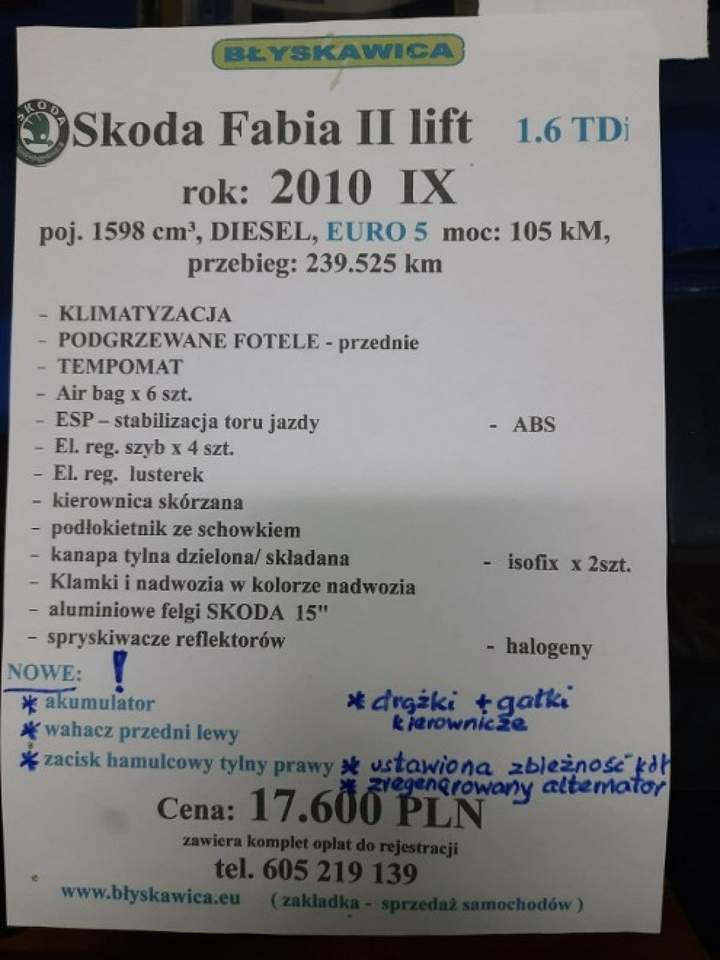 BŁYSKAWICA
SKODA
Skoda Fabia II lift 1.6 TDi
rok: 2010 IX
poj. 1598 cm³, DIESEL, EURO 5 moc: 105 kM,
przebieg: 239.525 km
- KLIMATYZACJA
- PODGRZEWANE FOTELE - przednie
- TEMPOMAT
- Air bag x 6 szt.
- ESP – stabilizacja toru jazdy - ABS
- El. reg. szyb x 4 szt.
- El. reg. lusterek
- kierownica skórzana
- podłokietnik ze schowkiem
- kanapa tylna dzielona/ składana - isofix x 2szt.
- Klamki i nadwozia w kolorze nadwozia
- aluminiowe felgi SKODA 15"
- spryskiwacze reflektorów - halogeny
NOWE: !
* akumulator * drążki + gałki
kierownicze
* wahacz przedni lewy
* zacisk hamulcowy tylny prawy * ustawiona zbieżność kół
* zregenerowany alternator
Cena: 17.600 PLN
zawiera komplet opłat do rejestracji
tel. 605 219 139
www.błyskawica.eu ( zakładka - sprzedaż samochodów )